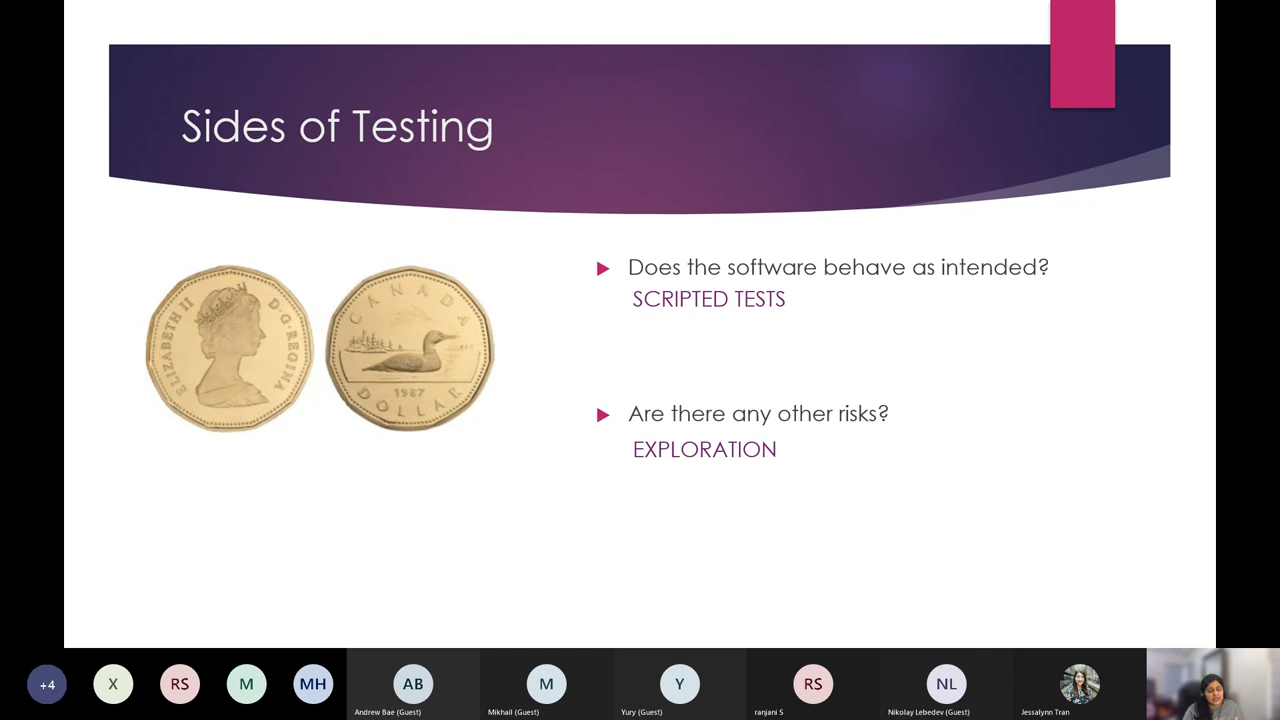 Sides of Testing
ELIZABETH II D·G·REGINA
CANADA
1987
DOLLAR
Does the software behave as intended?
SCRIPTED TESTS
Are there any other risks?
EXPLORATION
+4
X
RS
M
MH
AB
M
Y
RS
NL
Andrew Bae (Guest)
Mikhail (Guest)
Yury (Guest)
ranjani S
Nikolay Lebedev (Guest)
Jessalynn Tran